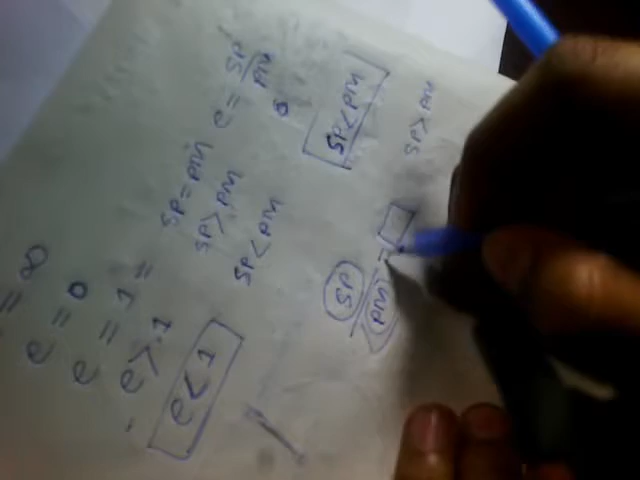 e = SP/PM
SP < PM
SP > PM
= ∞
e = 0
e = 1 = SP = PM
- e > 1 SP > PM
e < 1 SP < PM
SP/PM =